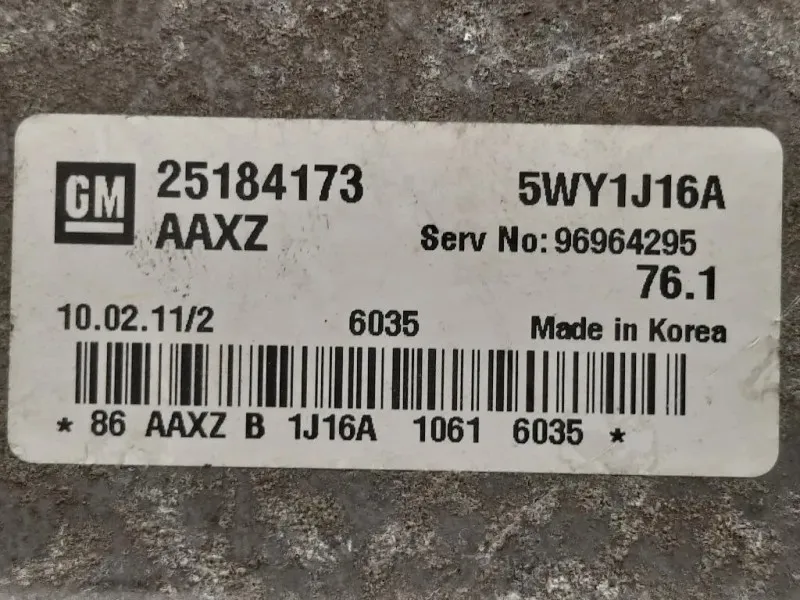 GM 25184173 5WY1J16A
AAXZ Serv No: 96964295
76.1
10.02.11/2 6035 Made in Korea
* 86 AAXZ B 1J16A 1061 6035 *